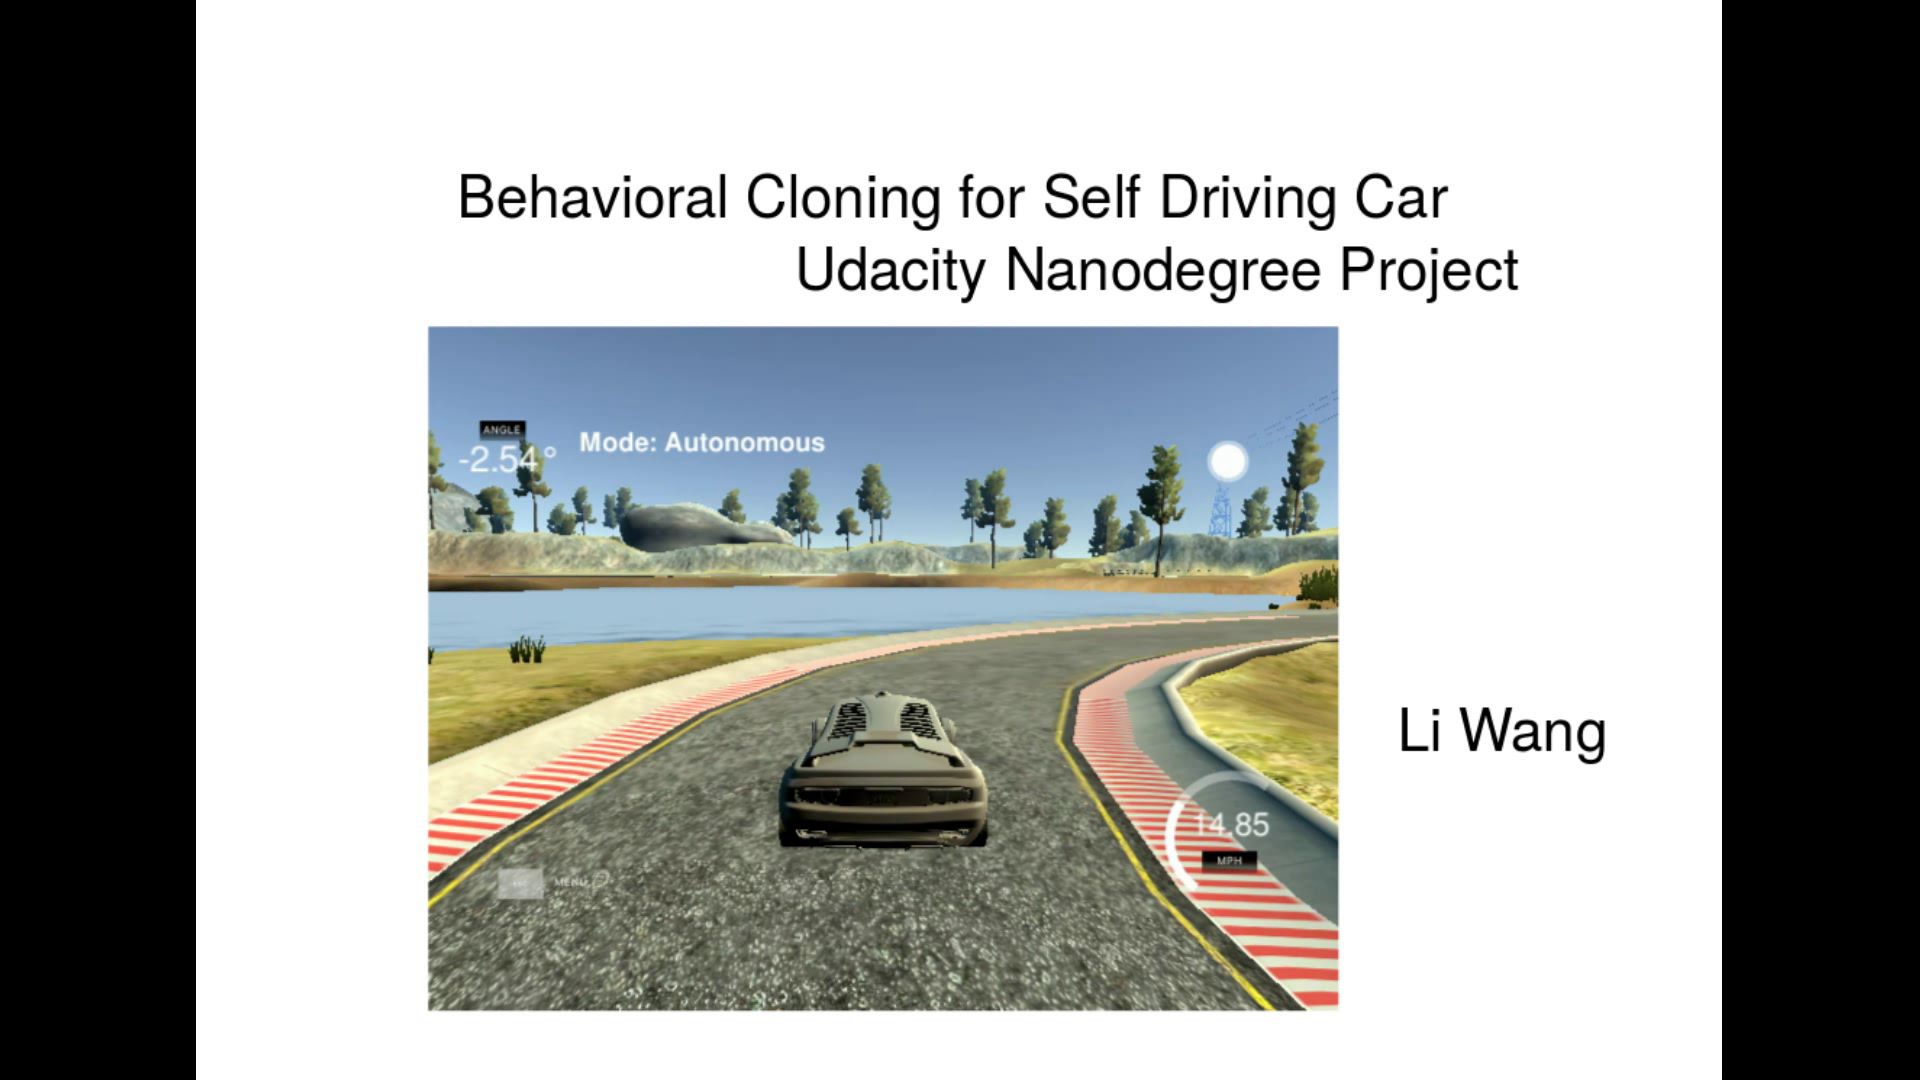 Behavioral Cloning for Self Driving Car
Udacity Nanodegree Project
ANGLE
-2.54°
Mode: Autonomous
Li Wang
14.85
MPH
MENU